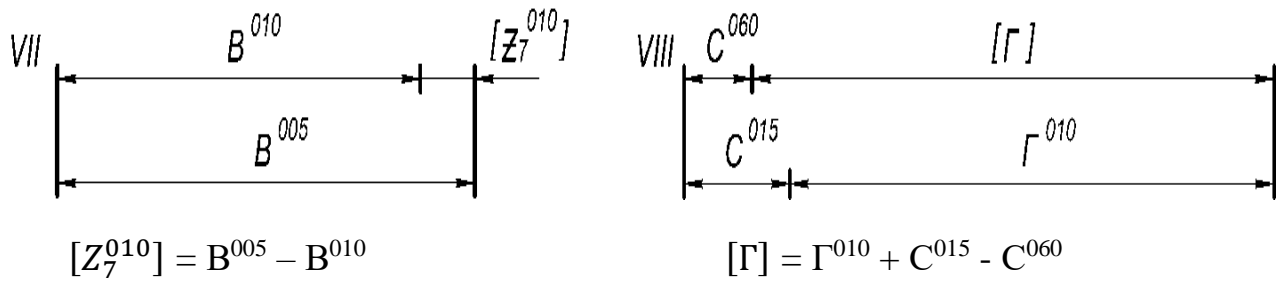 VII B^010 [Z_7^010] VIII C^060 [Г]
B^005 C^015 Г^010
[Z_7^010] = B^005 – B^010 [Г] = Г^010 + C^015 - C^060